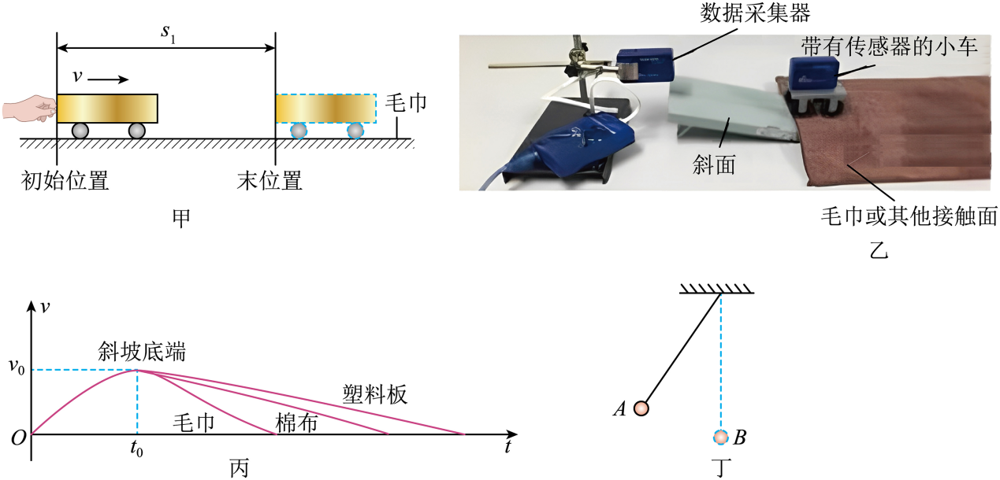 s₁
v
毛巾
初始位置
末位置
甲
数据采集器
带有传感器的小车
斜面
毛巾或其他接触面
乙
v
v₀
斜坡底端
塑料板
毛巾
棉布
O
t₀
t
丙
A
B
丁